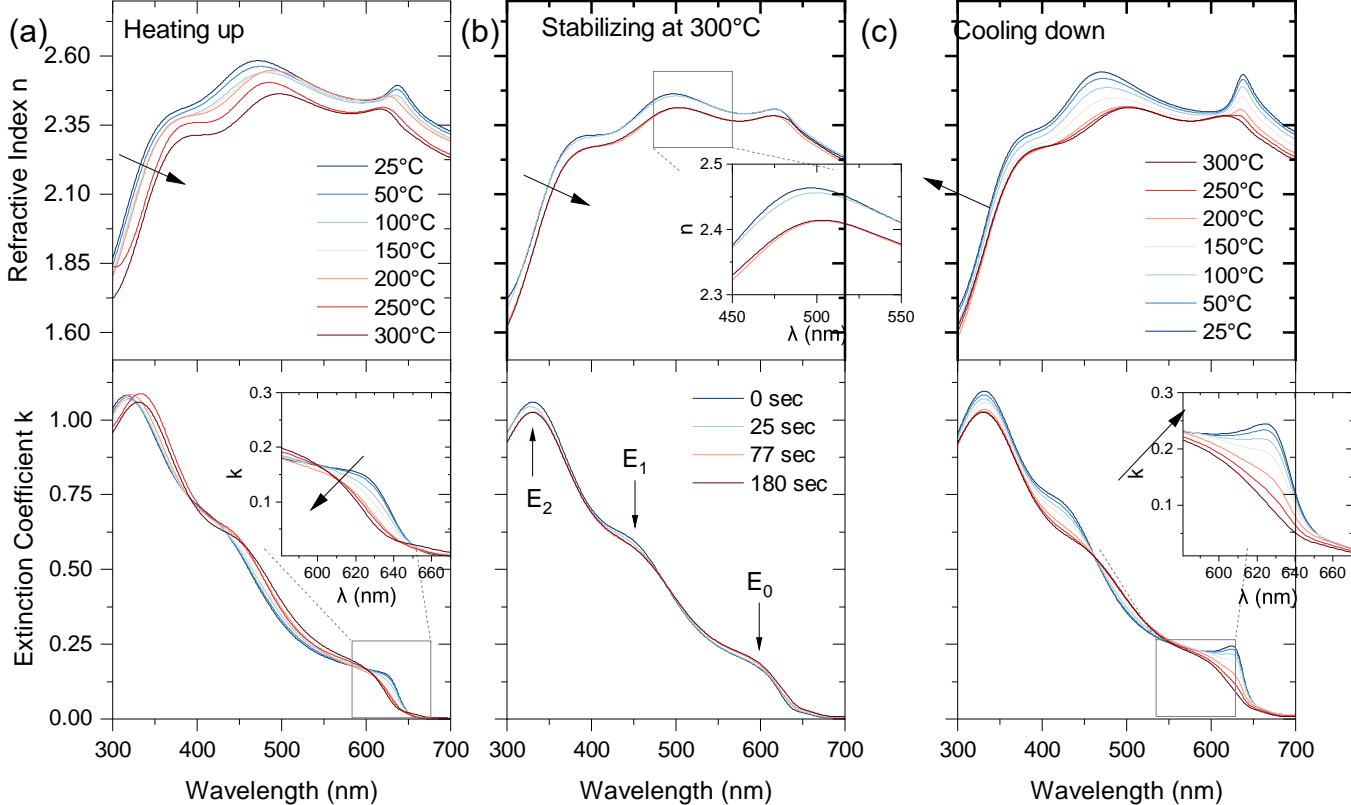 (a) Heating up
(b) Stabilizing at 300°C
(c) Cooling down
Refractive Index n
2.60
2.35
2.10
1.85
1.60
25°C
50°C
100°C
150°C
200°C
250°C
300°C
2.5
2.4
2.3
n
450 500 550
λ (nm)
300°C
250°C
200°C
150°C
100°C
50°C
25°C
Extinction Coefficient k
1.00
0.75
0.50
0.25
0.00
0.3
0.2
0.1
k
600 620 640 660
λ (nm)
0 sec
25 sec
77 sec
180 sec
E2
E1
E0
0.3
0.2
0.1
k
600 620 640 660
λ (nm)
300 400 500 600 700
300 400 500 600 700
300 400 500 600 700
Wavelength (nm)
Wavelength (nm)
Wavelength (nm)